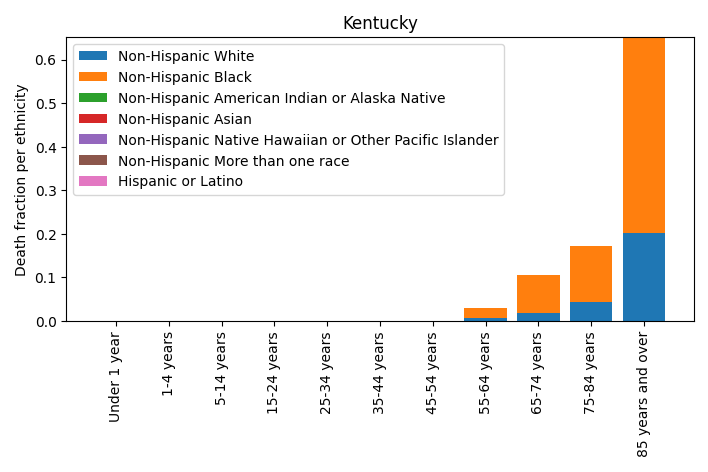 Kentucky
Death fraction per ethnicity
0.6
0.5
0.4
0.3
0.2
0.1
0.0
Non-Hispanic White
Non-Hispanic Black
Non-Hispanic American Indian or Alaska Native
Non-Hispanic Asian
Non-Hispanic Native Hawaiian or Other Pacific Islander
Non-Hispanic More than one race
Hispanic or Latino
Under 1 year
1-4 years
5-14 years
15-24 years
25-34 years
35-44 years
45-54 years
55-64 years
65-74 years
75-84 years
85 years and over